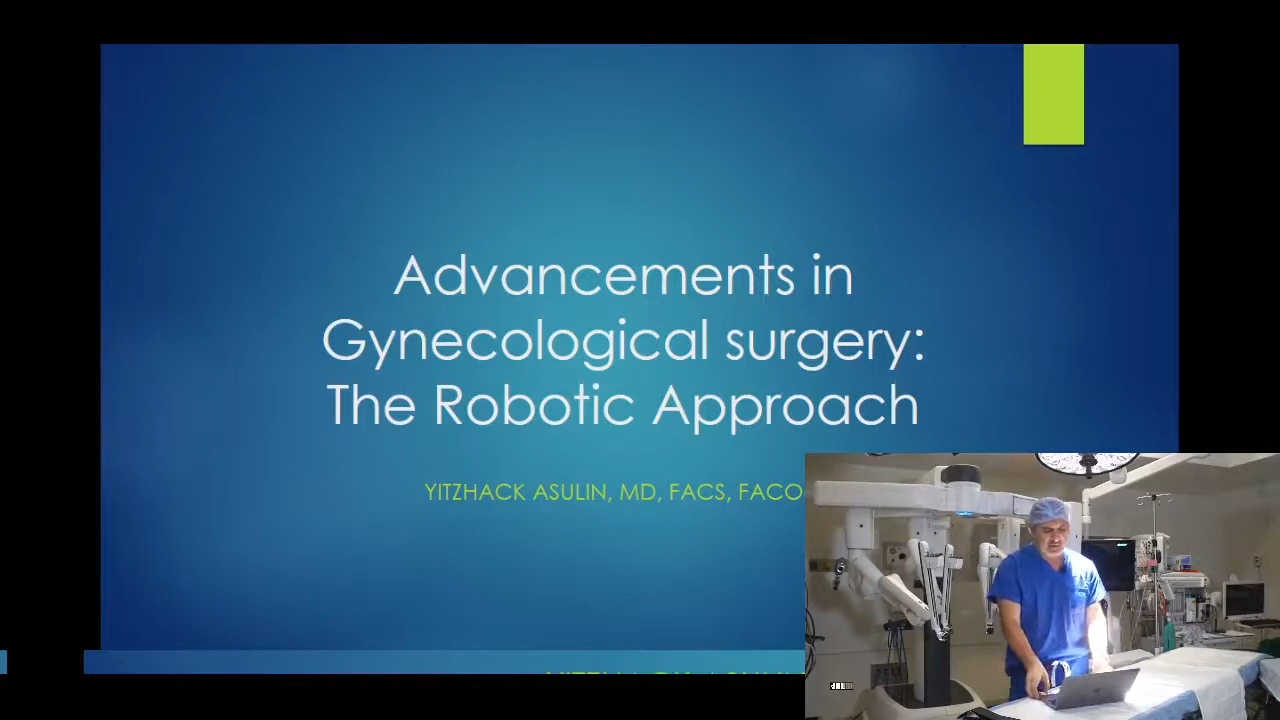 Advancements in
Gynecological surgery:
The Robotic Approach
YITZHACK ASULIN, MD, FACS, FACO